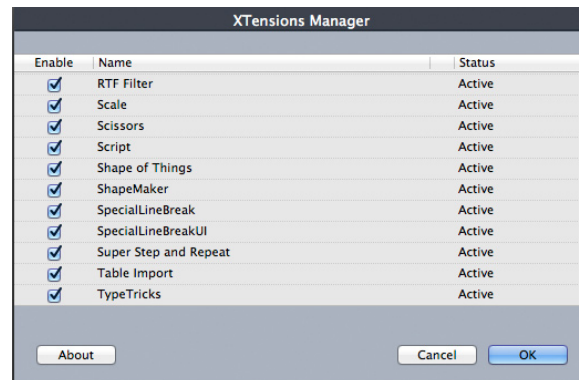 XTensions Manager
Enable Name Status
RTF Filter Active
Scale Active
Scissors Active
Script Active
Shape of Things Active
ShapeMaker Active
SpecialLineBreak Active
SpecialLineBreakUI Active
Super Step and Repeat Active
Table Import Active
TypeTricks Active
About Cancel OK